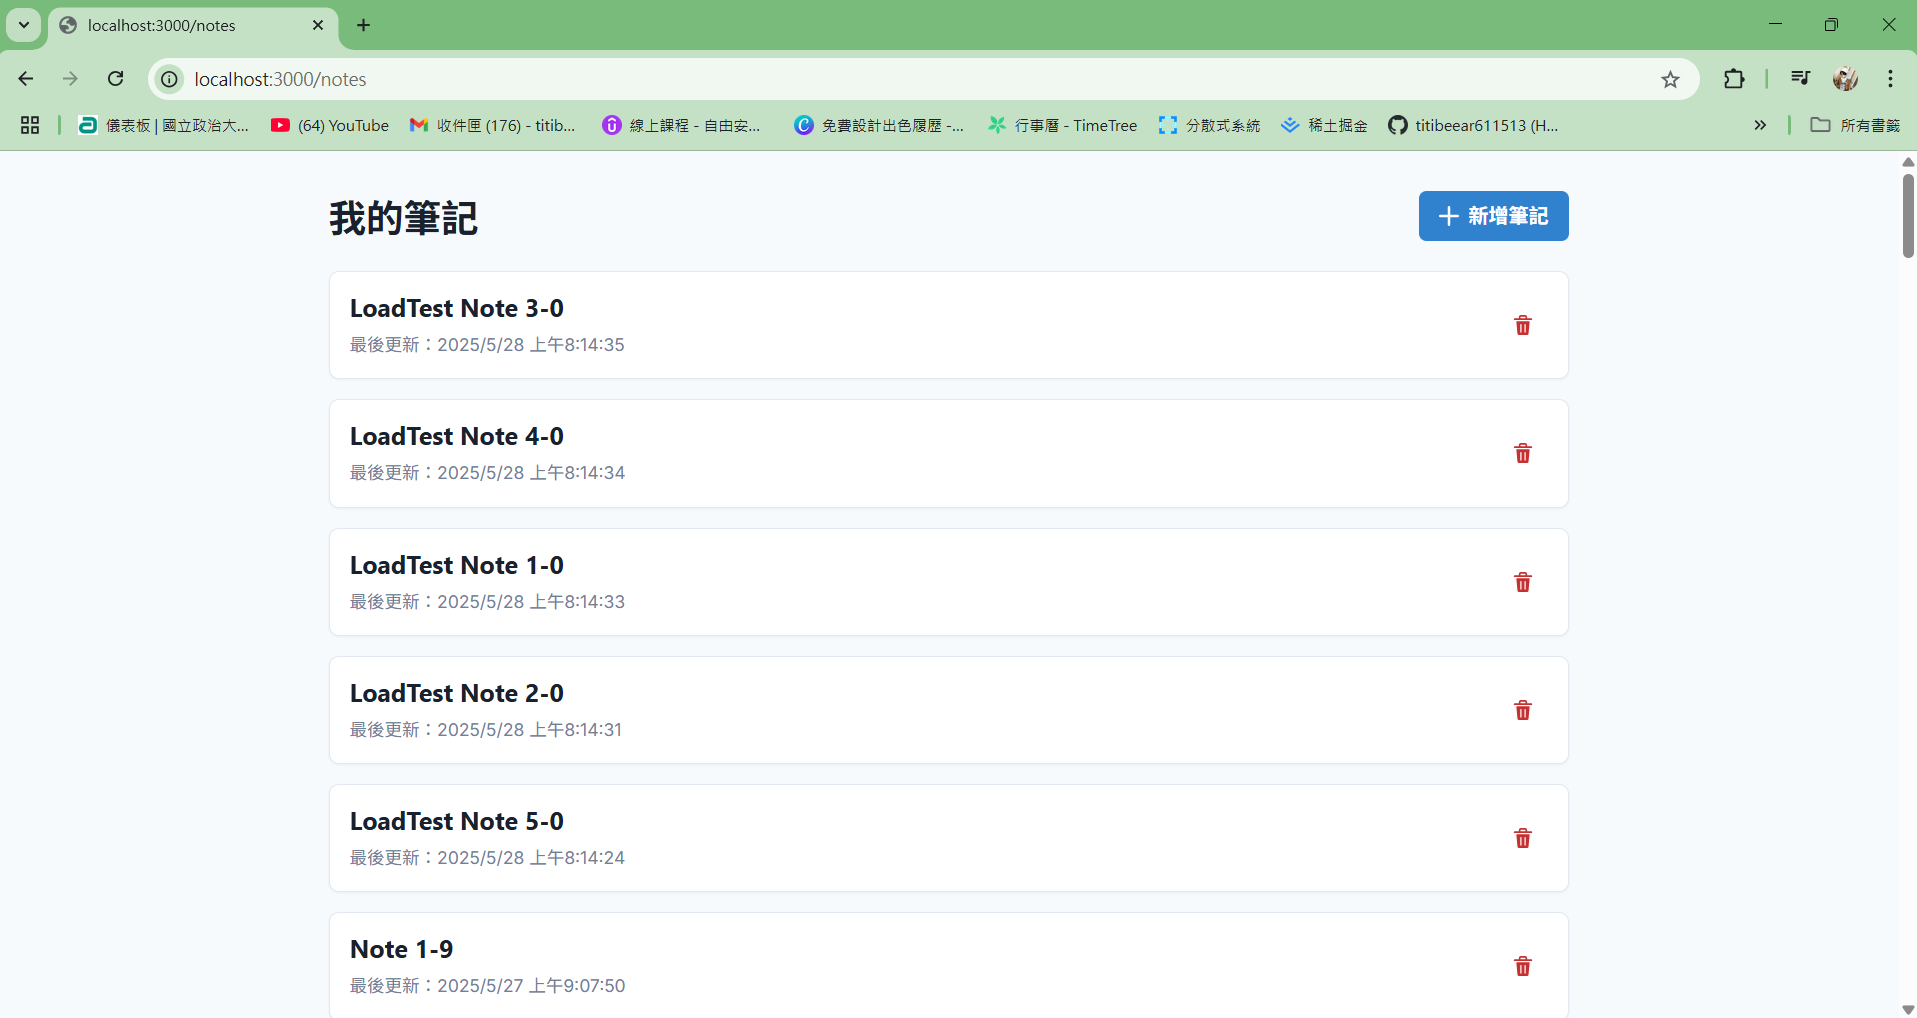 localhost:3000/notes
localhost:3000/notes
儀表板 | 國立政治大... (64) YouTube 收件匣 (176) - titib... 線上課程 - 自由安... 免費設計出色履歷 -... 行事曆 - TimeTree 分散式系統 稀土掘金 titibeear611513 (H... 所有書籤
我的筆記
新增筆記
LoadTest Note 3-0
最後更新：2025/5/28 上午8:14:35
LoadTest Note 4-0
最後更新：2025/5/28 上午8:14:34
LoadTest Note 1-0
最後更新：2025/5/28 上午8:14:33
LoadTest Note 2-0
最後更新：2025/5/28 上午8:14:31
LoadTest Note 5-0
最後更新：2025/5/28 上午8:14:24
Note 1-9
最後更新：2025/5/27 上午9:07:50